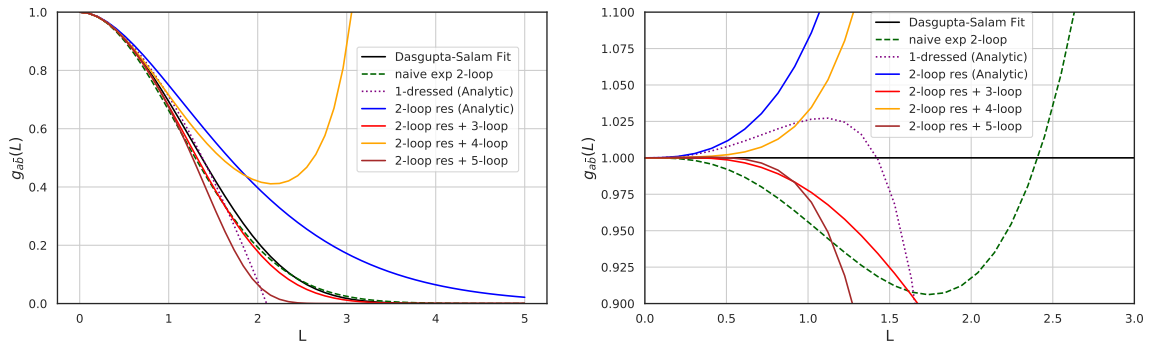 1.0
0.8
0.6
0.4
0.2
0.0
g_{ab̄}(L)
0 1 2 3 4 5
L
Dasgupta-Salam Fit
naive exp 2-loop
1-dressed (Analytic)
2-loop res (Analytic)
2-loop res + 3-loop
2-loop res + 4-loop
2-loop res + 5-loop
1.100
1.075
1.050
1.025
1.000
0.975
0.950
0.925
0.900
g_{ab̄}(L)
0.0 0.5 1.0 1.5 2.0 2.5 3.0
L
Dasgupta-Salam Fit
naive exp 2-loop
1-dressed (Analytic)
2-loop res (Analytic)
2-loop res + 3-loop
2-loop res + 4-loop
2-loop res + 5-loop